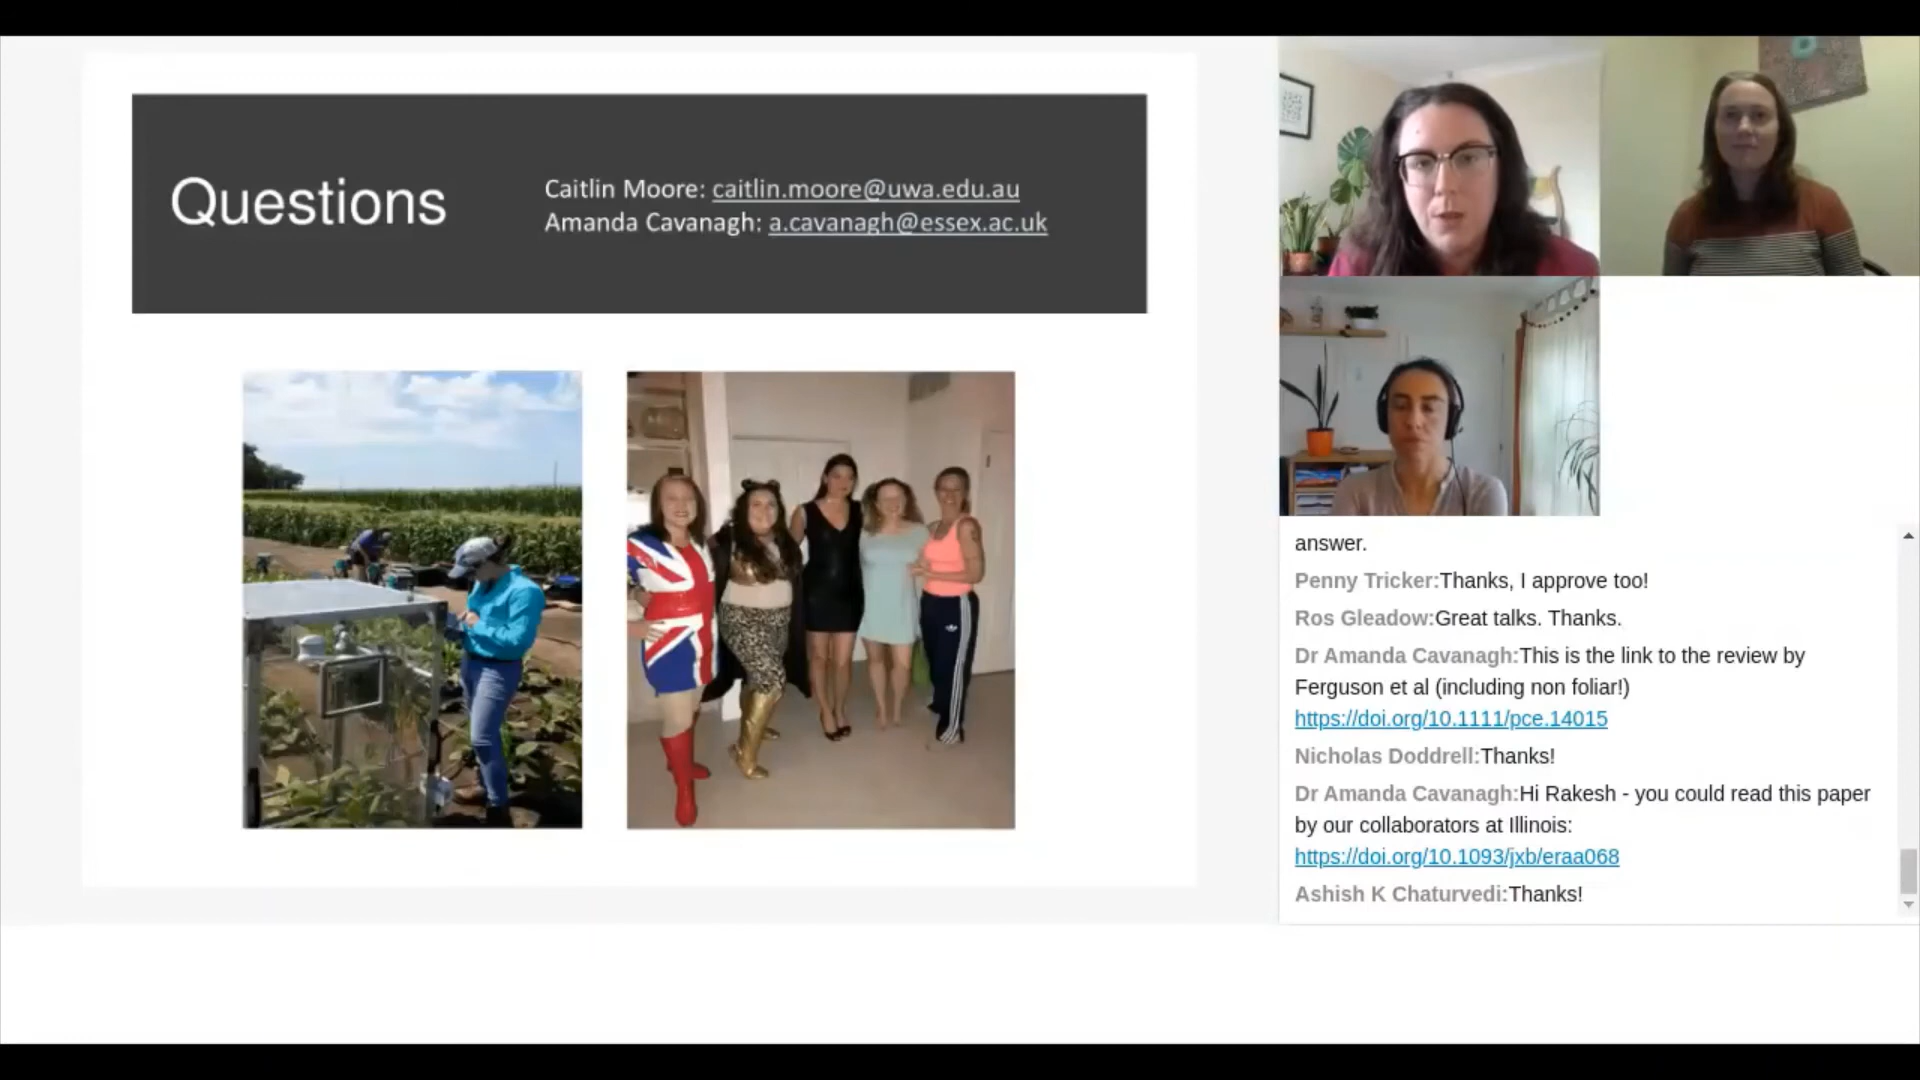 Questions
Caitlin Moore: caitlin.moore@uwa.edu.au
Amanda Cavanagh: a.cavanagh@essex.ac.uk
answer.
Penny Tricker:Thanks, I approve too!
Ros Gleadow:Great talks. Thanks.
Dr Amanda Cavanagh:This is the link to the review by
Ferguson et al (including non foliar!)
https://doi.org/10.1111/pce.14015
Nicholas Doddrell:Thanks!
Dr Amanda Cavanagh:Hi Rakesh - you could read this paper
by our collaborators at Illinois:
https://doi.org/10.1093/jxb/eraa068
Ashish K Chaturvedi:Thanks!